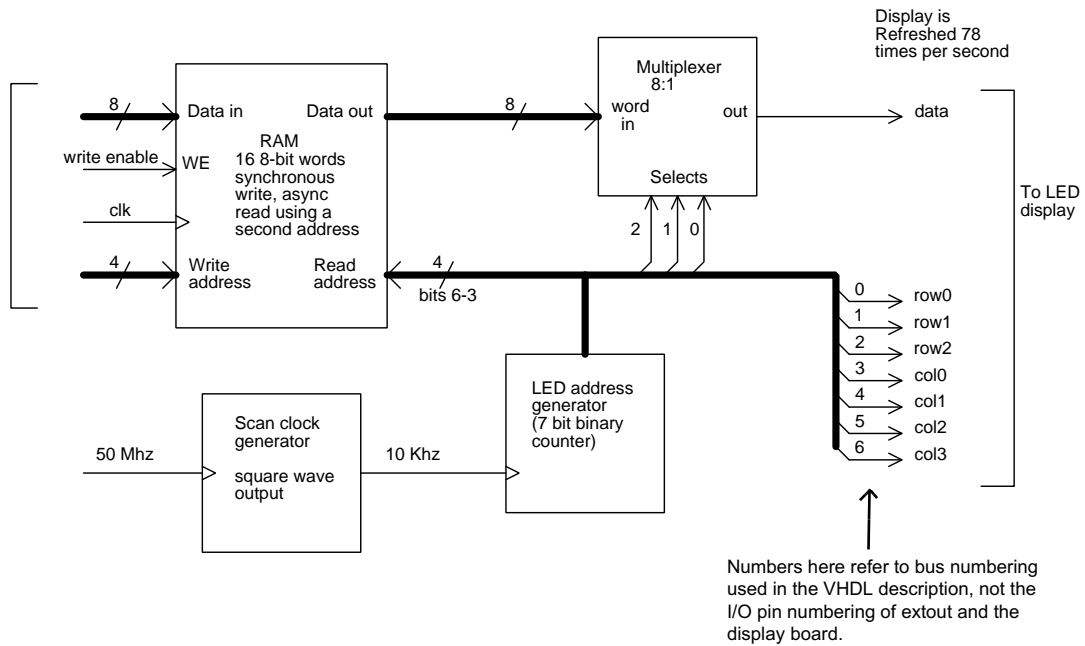 Display is
Refreshed 78
times per second
8
Data in
Data out
write enable
WE
RAM
16 8-bit words
synchronous
write, async
read using a
second address
clk
4
Write
address
Read
address
8
Multiplexer
8:1
word
in
out
Selects
2
1
0
data
To LED
display
4
bits 6-3
0
row0
1
row1
2
row2
3
col0
4
col1
5
col2
6
col3
50 Mhz
Scan clock
generator
square wave
output
10 Khz
LED address
generator
(7 bit binary
counter)
Numbers here refer to bus numbering
used in the VHDL description, not the
I/O pin numbering of extout and the
display board.